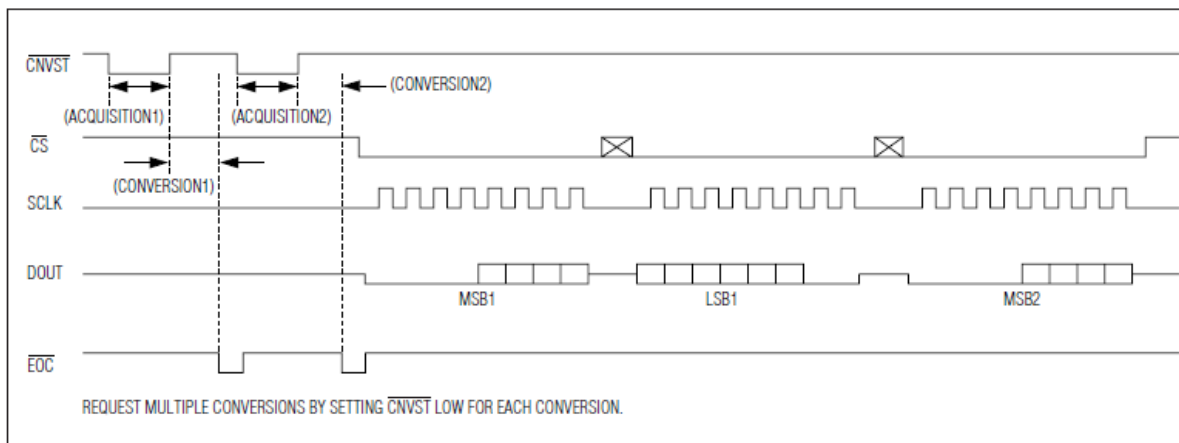 CNVST
(CONVERSION2)
(ACQUISITION1)
(ACQUISITION2)
CS
(CONVERSION1)
SCLK
DOUT
MSB1
LSB1
MSB2
EOC
REQUEST MULTIPLE CONVERSIONS BY SETTING CNVST LOW FOR EACH CONVERSION.